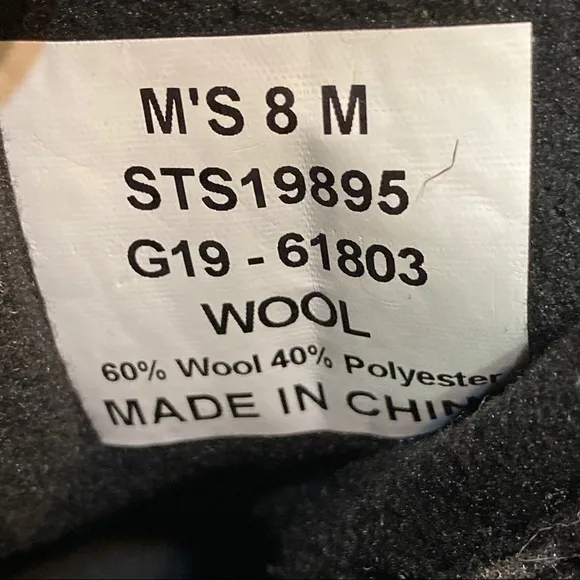 M'S 8 M
STS19895
G19 - 61803
WOOL
60% Wool 40% Polyester
MADE IN CHIN